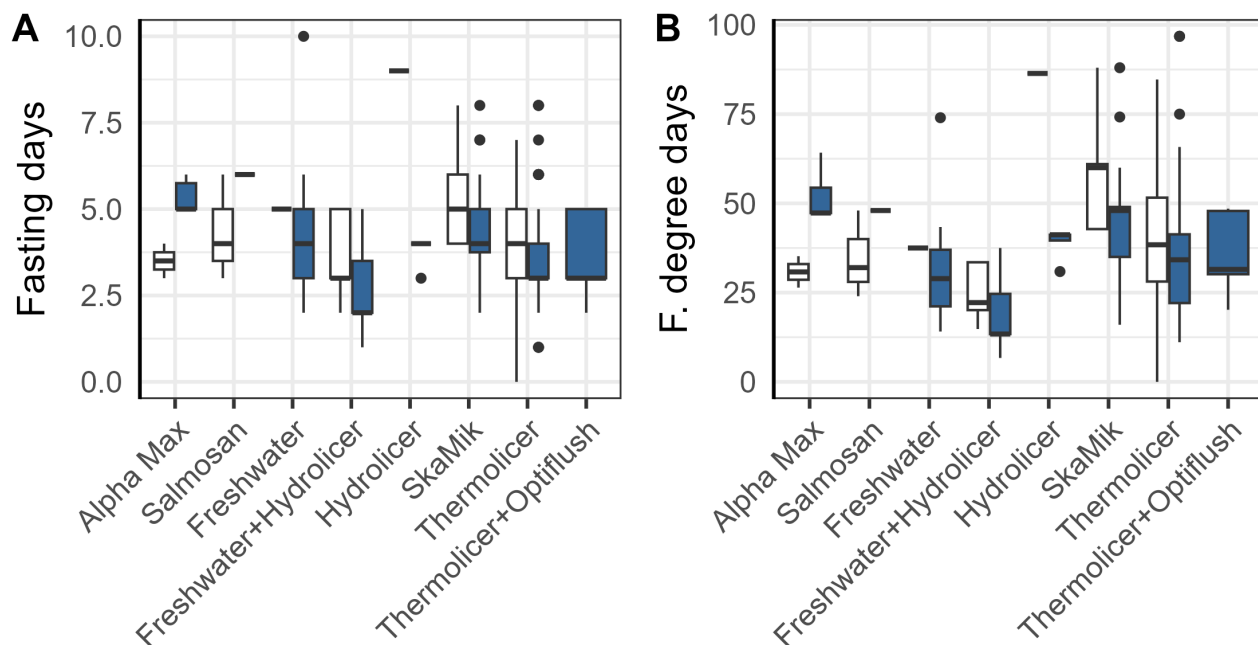 A
Fasting days
10.0
7.5
5.0
2.5
0.0
Alpha Max
Salmosan
Freshwater
Freshwater+Hydrolicer
Hydrolicer
SkaMik
Thermolicer
Thermolicer+Optiflush
B
F. degree days
100
75
50
25
0
Alpha Max
Salmosan
Freshwater
Freshwater+Hydrolicer
Hydrolicer
SkaMik
Thermolicer
Thermolicer+Optiflush